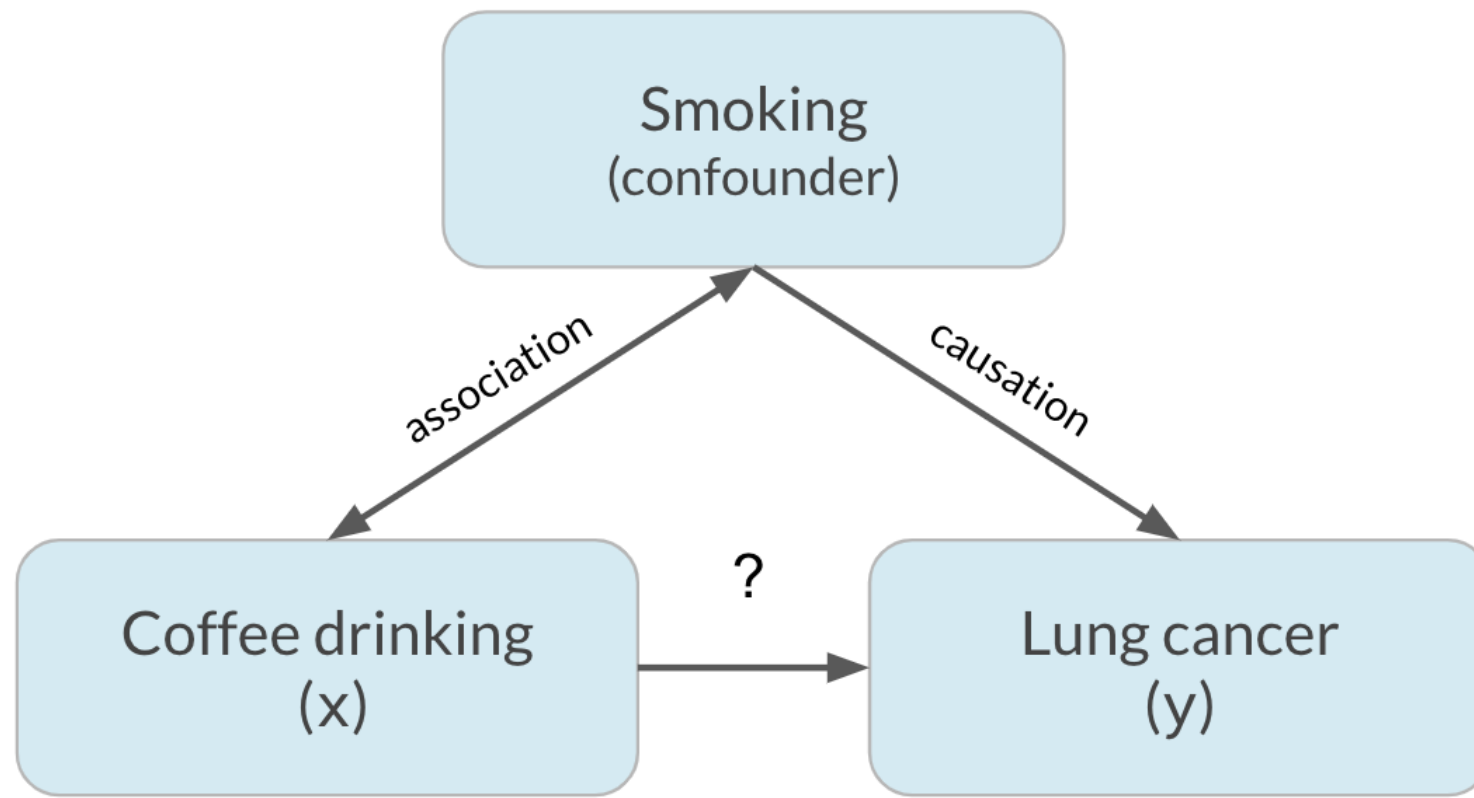 Smoking
(confounder)
association
causation
?
Coffee drinking
(x)
Lung cancer
(y)